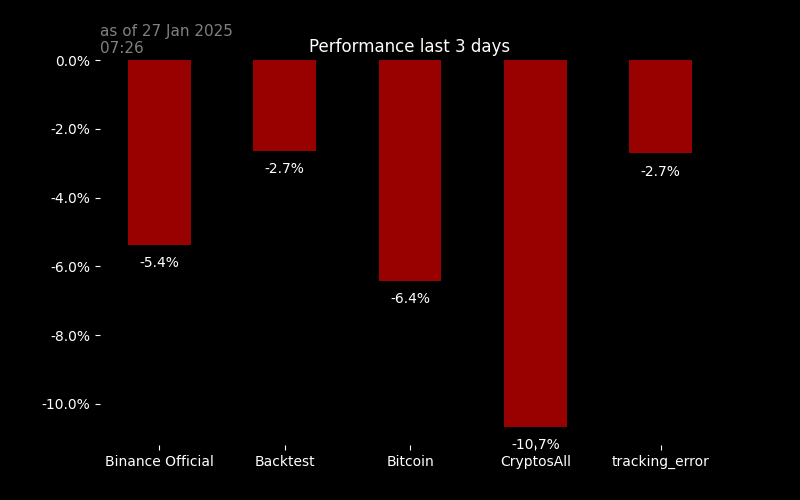 as of 27 Jan 2025
07:26
Performance last 3 days
0.0%
-2.0%
-4.0%
-6.0%
-8.0%
-10.0%
-5.4%
-2.7%
-6.4%
-10.7%
-2.7%
Binance Official
Backtest
Bitcoin
CryptosAll
tracking_error